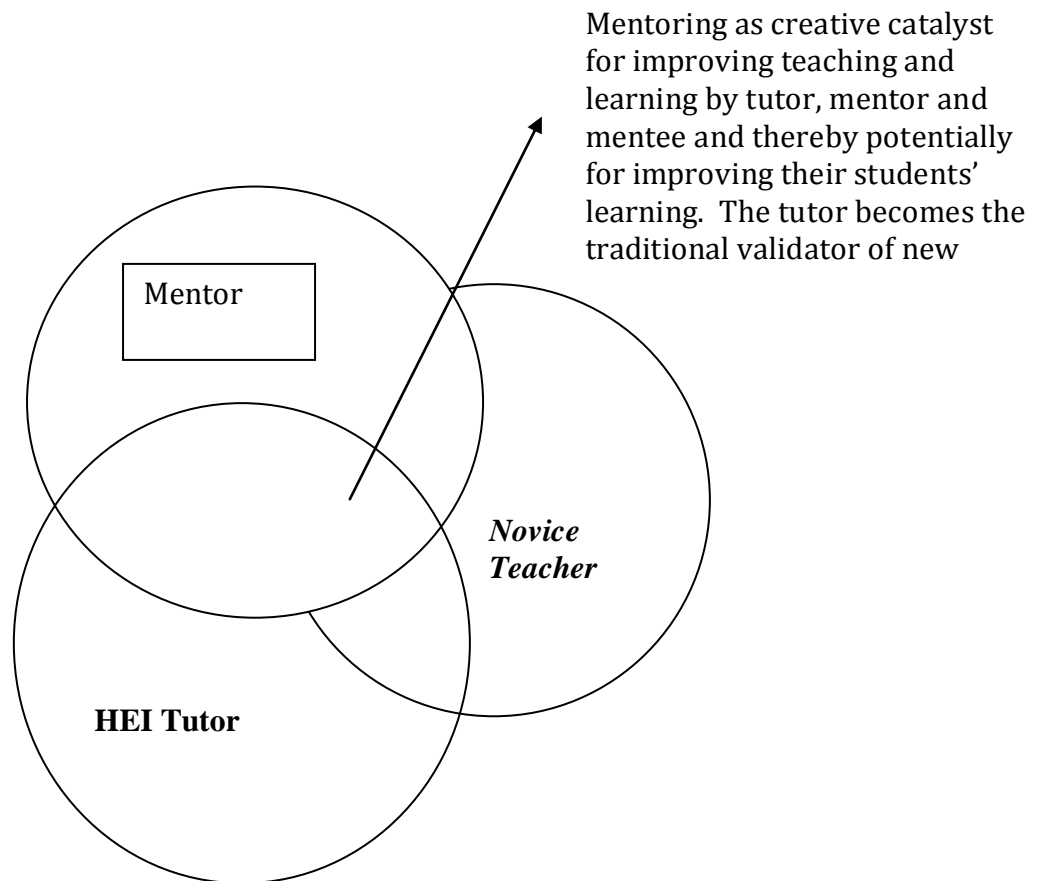 Mentoring as creative catalyst
for improving teaching and
learning by tutor, mentor and
mentee and thereby potentially
for improving their students’
learning.  The tutor becomes the
traditional validator of new
Mentor
Novice
Teacher
HEI Tutor